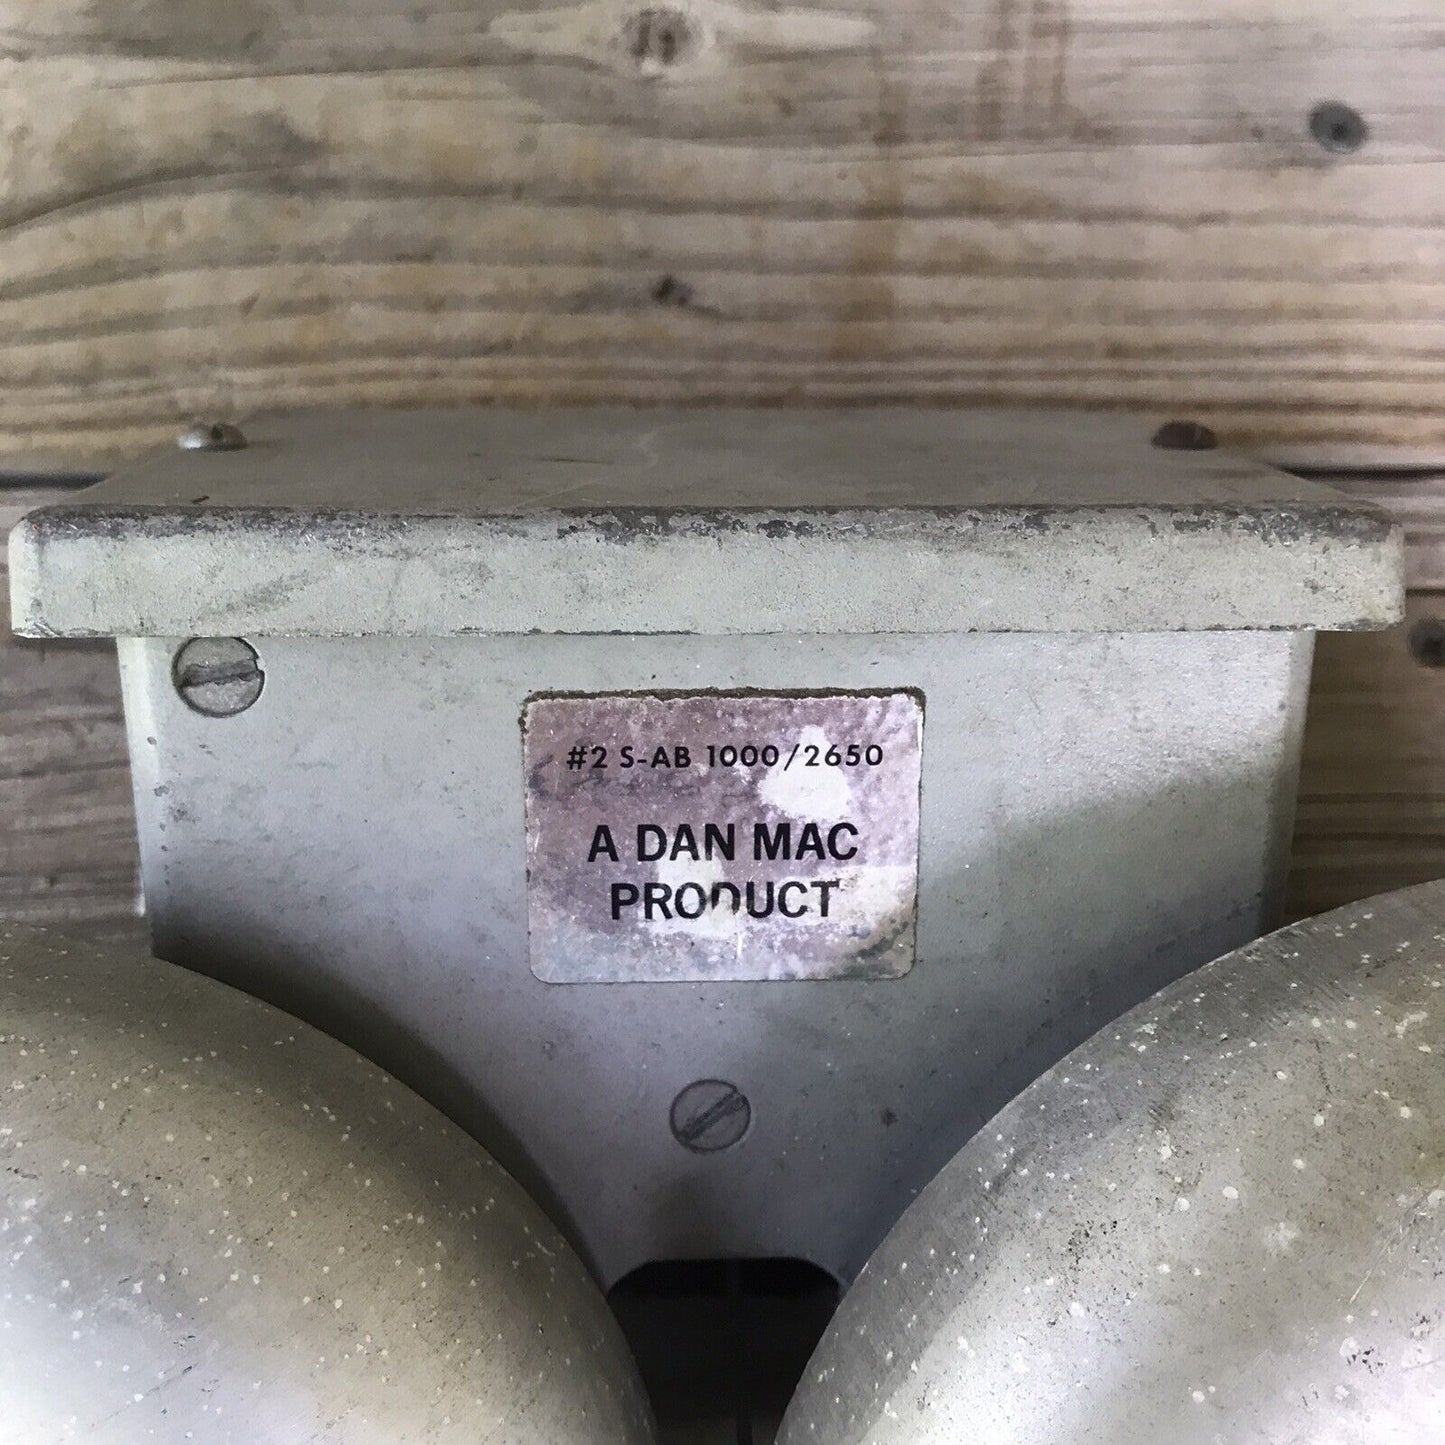 #2 S-AB 1000/2650
A DAN MAC
PRODUCT